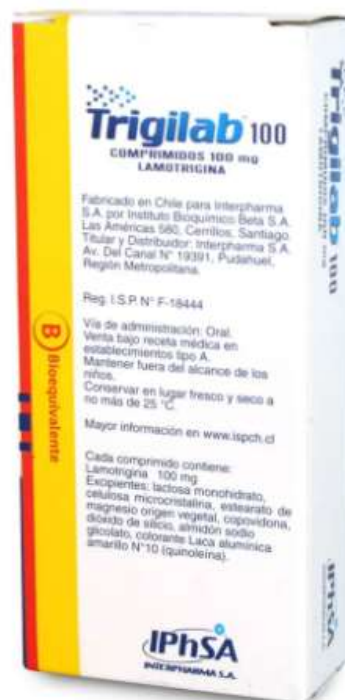 Trigilab 100
COMPRIMIDOS 100 mg
LAMOTRIGINA
Fabricado en Chile para Interpharma
S.A. por Instituto Bioquímico Beta S.A.
Las Américas 580, Cerrillos, Santiago.
Titular y Distribuidor: Interpharma S.A.
Av. Del Canal N° 19391, Pudahuel,
Región Metropolitana.
Reg. I.S.P. N° F-18444
Vía de administración: Oral.
Venta bajo receta médica en
establecimientos tipo A.
Mantener fuera del alcance de los
niños.
Conservar en lugar fresco y seco a
no más de 25 °C.
Mayor información en www.ispch.cl
Cada comprimido contiene:
Lamotrigina 100 mg
Excipientes: lactosa monohidrato,
celulosa microcristalina, estearato de
magnesio origen vegetal, copovidona,
dióxido de silicio, almidón sodio
glicolato, colorante Laca alumínica
amarillo N°10 (quinoleína).
IPhSA
INTERPHARMA S.A.
B Bioequivalente
Trigilab 100
COMPRIMIDOS 100 mg
LAMOTRIGINA